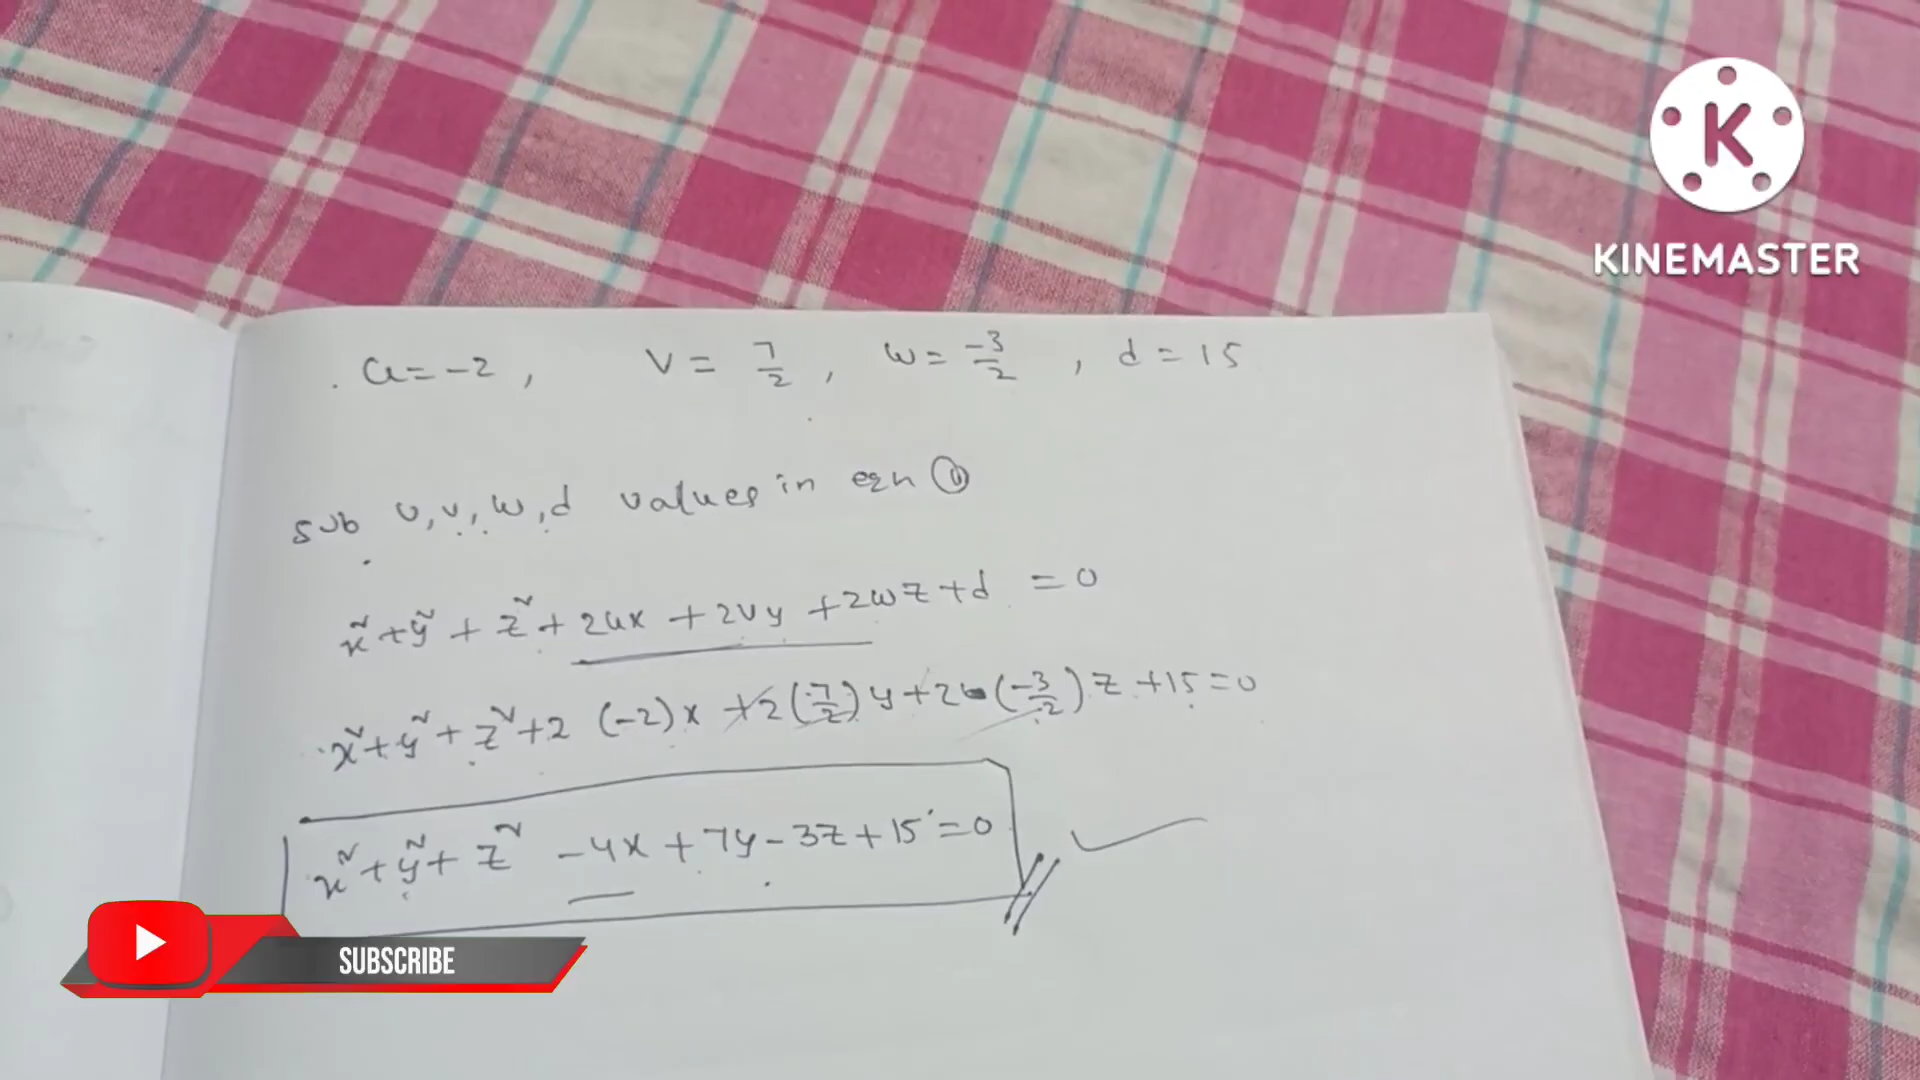 K
KINEMASTER
u=-2, v= 7/2, w= -3/2, d=15
sub u,v,w,d values in eqn ①
x²+y²+z²+2ux+2vy+2wz+d =0
x²+y²+z²+2 (-2)x +2(7/2)y+2(-3/2)z+15=0
x²+y²+z² -4x+7y-3z+15=0
SUBSCRIBE